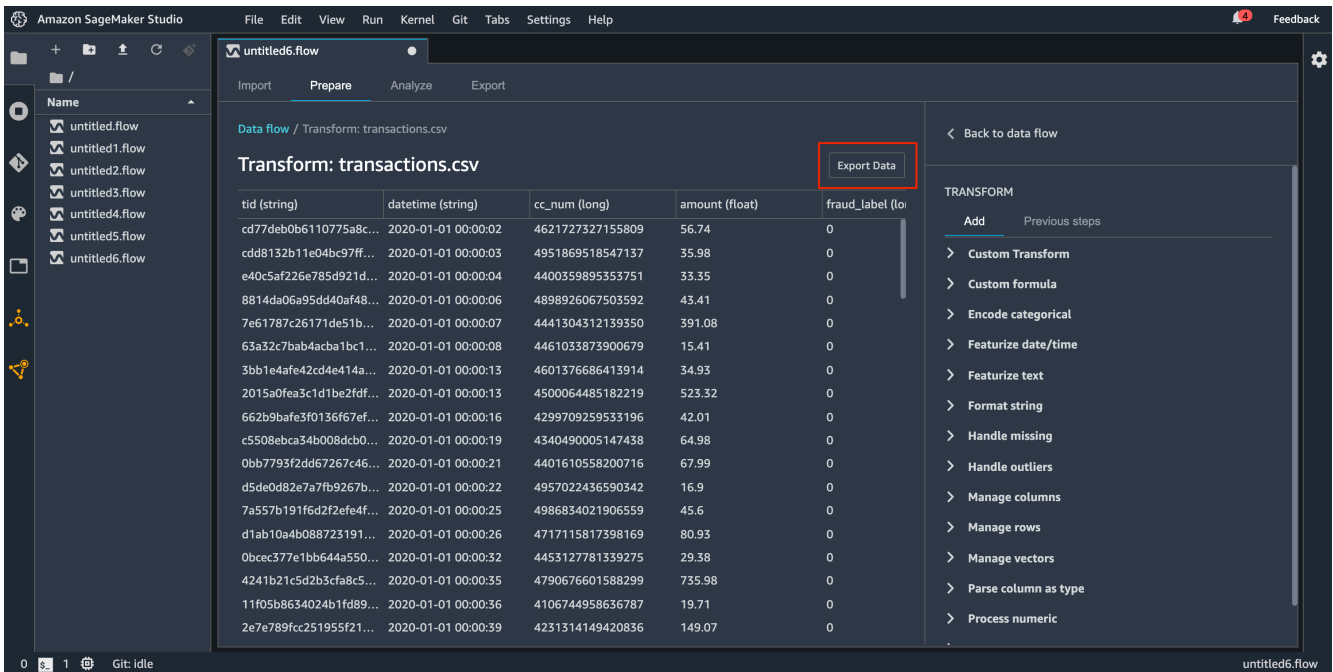 Amazon SageMaker Studio File Edit View Run Kernel Git Tabs Settings Help 4 Feedback
untitled6.flow
/
Import Prepare Analyze Export
Name
untitled.flow
untitled1.flow
untitled2.flow
untitled3.flow
untitled4.flow
untitled5.flow
untitled6.flow
Data flow / Transform: transactions.csv
Transform: transactions.csv
Export Data
tid (string) datetime (string) cc_num (long) amount (float) fraud_label (lo
cd77deb0b6110775a8c... 2020-01-01 00:00:02 4621727327155809 56.74 0
cdd8132b11e04bc97ff... 2020-01-01 00:00:03 4951869518547137 35.98 0
e40c5af226e785d921d... 2020-01-01 00:00:04 4400359895353751 33.35 0
8814da06a95dd40af48... 2020-01-01 00:00:06 4898926067503592 43.41 0
7e61787c26171de51b... 2020-01-01 00:00:07 4441304312139350 391.08 0
63a32c7bab4acba1bc1... 2020-01-01 00:00:08 4461033873900679 15.41 0
3bb1e4afe42cd4e414a... 2020-01-01 00:00:13 4601376686413914 34.93 0
2015a0fea3c1d1be2fdf... 2020-01-01 00:00:13 4500064485182219 523.32 0
662b9bafe3f0136f67ef... 2020-01-01 00:00:16 4299709259533196 42.01 0
c5508ebca34b008dcb0... 2020-01-01 00:00:19 4340490005147438 64.98 0
0bb7793f2dd67267c46... 2020-01-01 00:00:21 4401610558200716 67.99 0
d5de0d82e7a7fb9267b... 2020-01-01 00:00:22 4957022436590342 16.9 0
7a557b191f6d2f2efe4f... 2020-01-01 00:00:25 4986834021906559 45.6 0
d1ab10a4b088723191... 2020-01-01 00:00:26 4717115817398169 80.93 0
0bcec377e1bb644a550... 2020-01-01 00:00:32 4453127781339275 29.38 0
4241b21c5d2b3cfa8c5... 2020-01-01 00:00:35 4790676601588299 735.98 0
11f05b8634024b1fd89... 2020-01-01 00:00:36 4106744958636787 19.71 0
2e7e789fcc251955f21... 2020-01-01 00:00:39 4231314149420836 149.07 0
Back to data flow
TRANSFORM
Add Previous steps
Custom Transform
Custom formula
Encode categorical
Featurize date/time
Featurize text
Format string
Handle missing
Handle outliers
Manage columns
Manage rows
Manage vectors
Parse column as type
Process numeric
0 $_ 1 Git: idle untitled6.flow